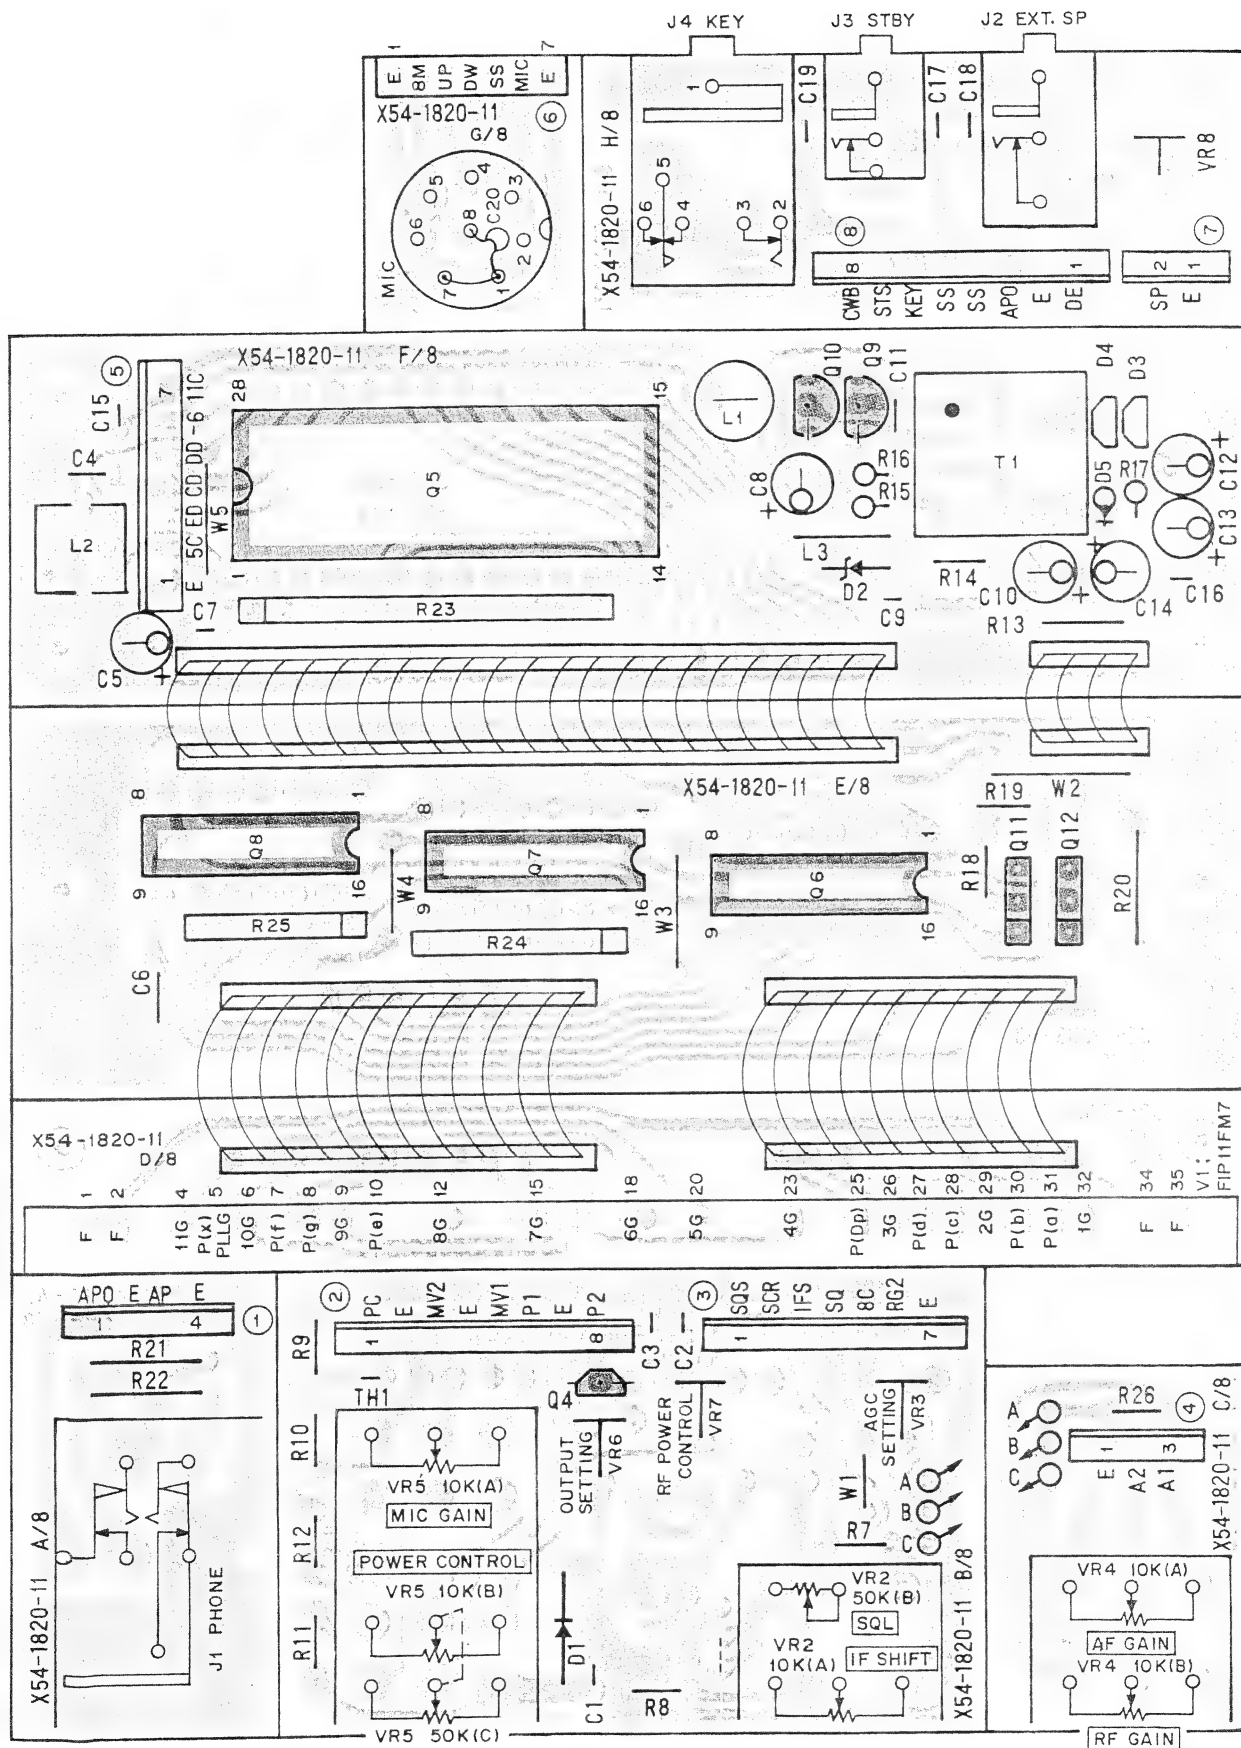 J4 KEY
J3 STBY
J2 EXT. SP
1
E
8M
UP
DW
SS
MIC
E
7
X54-1820-11
G/8
6
MIC
6
5
4
3
8
C20
2
7
1
X54-1820-11 H/8
1
6
5
4
3
2
C19
C17
C18
VR8
8
CWB
8
STS
KEY
SS
SS
APO
E
DE
1
7
SP
2
E
1
X54-1820-11 F/8
5
C15
C4
L2
7
1
E
5C
ED
CD
DD
-6
11C
W5
28
15
Q5
1
14
R23
C7
C5
+
L1
Q10
Q9
C11
C8
+
R16
R15
L3
D2
C9
T1
D4
D3
D5
+
R17
C12
+
C13
+
R14
C10
+
C14
C16
R13
X54-1820-11 E/8
8
1
Q8
9
16
W4
8
1
Q7
9
16
W3
8
1
Q6
9
16
R25
R24
C6
R19
W2
Q11
Q12
R18
R20
X54-1820-11
D/8
F 1
F 2
11G 4
P(x) 5
PLLG
10G 6
P(f) 7
P(g) 8
9G 9
P(e) 10
8G 12
7G 15
6G 18
5G 20
4G 23
P(Dp) 25
3G 26
P(d) 27
P(c) 28
2G 29
P(b) 30
P(a) 31
1G 32
F 34
F 35
V1:
FIP11FM7
APO E AP E
1
4
1
R21
R22
X54-1820-11 A/8
J1 PHONE
2
R9
1
PC
E
MV2
E
MV1
P1
E
P2
8
TH1
R10
R12
R11
VR5 10K(A)
MIC GAIN
POWER CONTROL
VR5 10K(B)
VR5 50K(C)
Q4
OUTPUT
SETTING
VR6
C3
C2
RF POWER
CONTROL
VR7
3
1
SQS
SCR
IFS
SQ
8C
RG2
E
7
AGC
SETTING
VR3
W1
R7
A
B
C
D1
C1
R8
VR2
50K(B)
SQL
VR2
10K(A)
IF SHIFT
X54-1820-11 B/8
A
B
C
R26
4
1
3
E
A2
A1
X54-1820-11 C/8
VR4 10K(A)
AF GAIN
VR4 10K(B)
RF GAIN